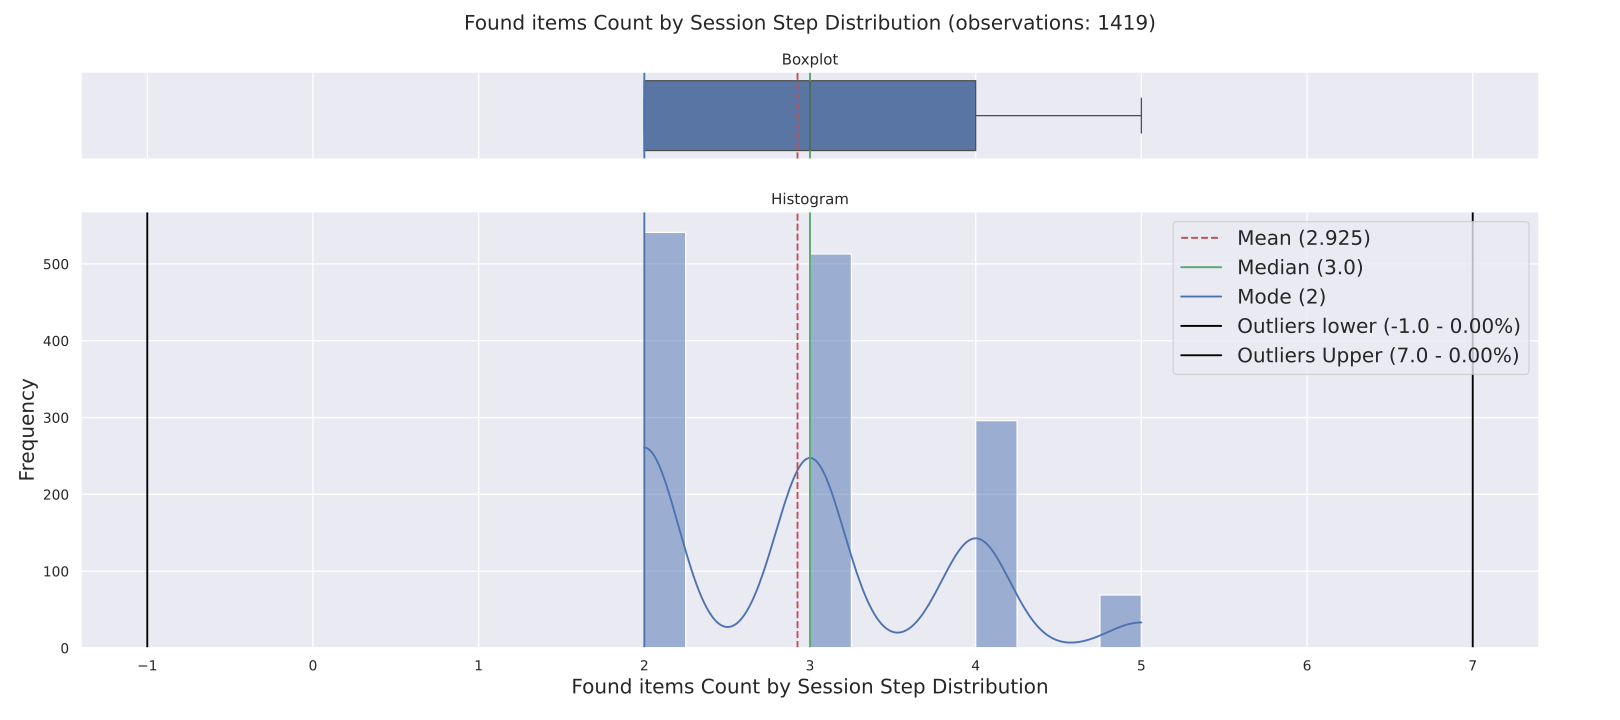 Found items Count by Session Step Distribution (observations: 1419)
Boxplot
Histogram
Mean (2.925)
Median (3.0)
Mode (2)
Outliers lower (-1.0 - 0.00%)
Outliers Upper (7.0 - 0.00%)
Frequency
500
400
300
200
100
0
−1 0 1 2 3 4 5 6 7
Found items Count by Session Step Distribution